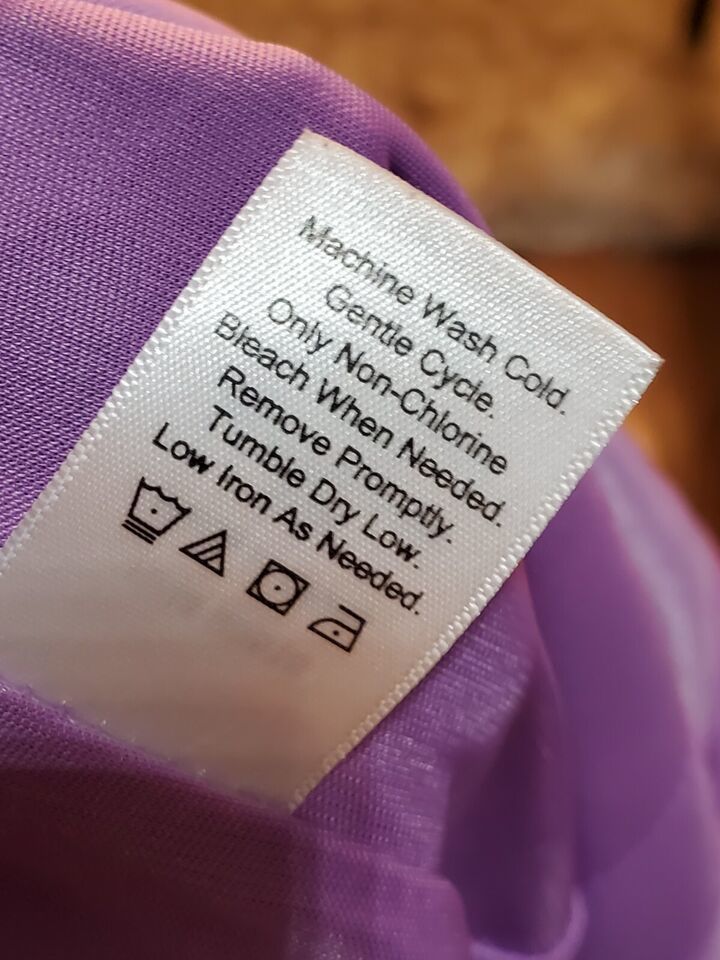 Machine Wash Cold.
Gentle Cycle.
Only Non-Chlorine
Bleach When Needed.
Remove Promptly.
Tumble Dry Low.
Low Iron As Needed.